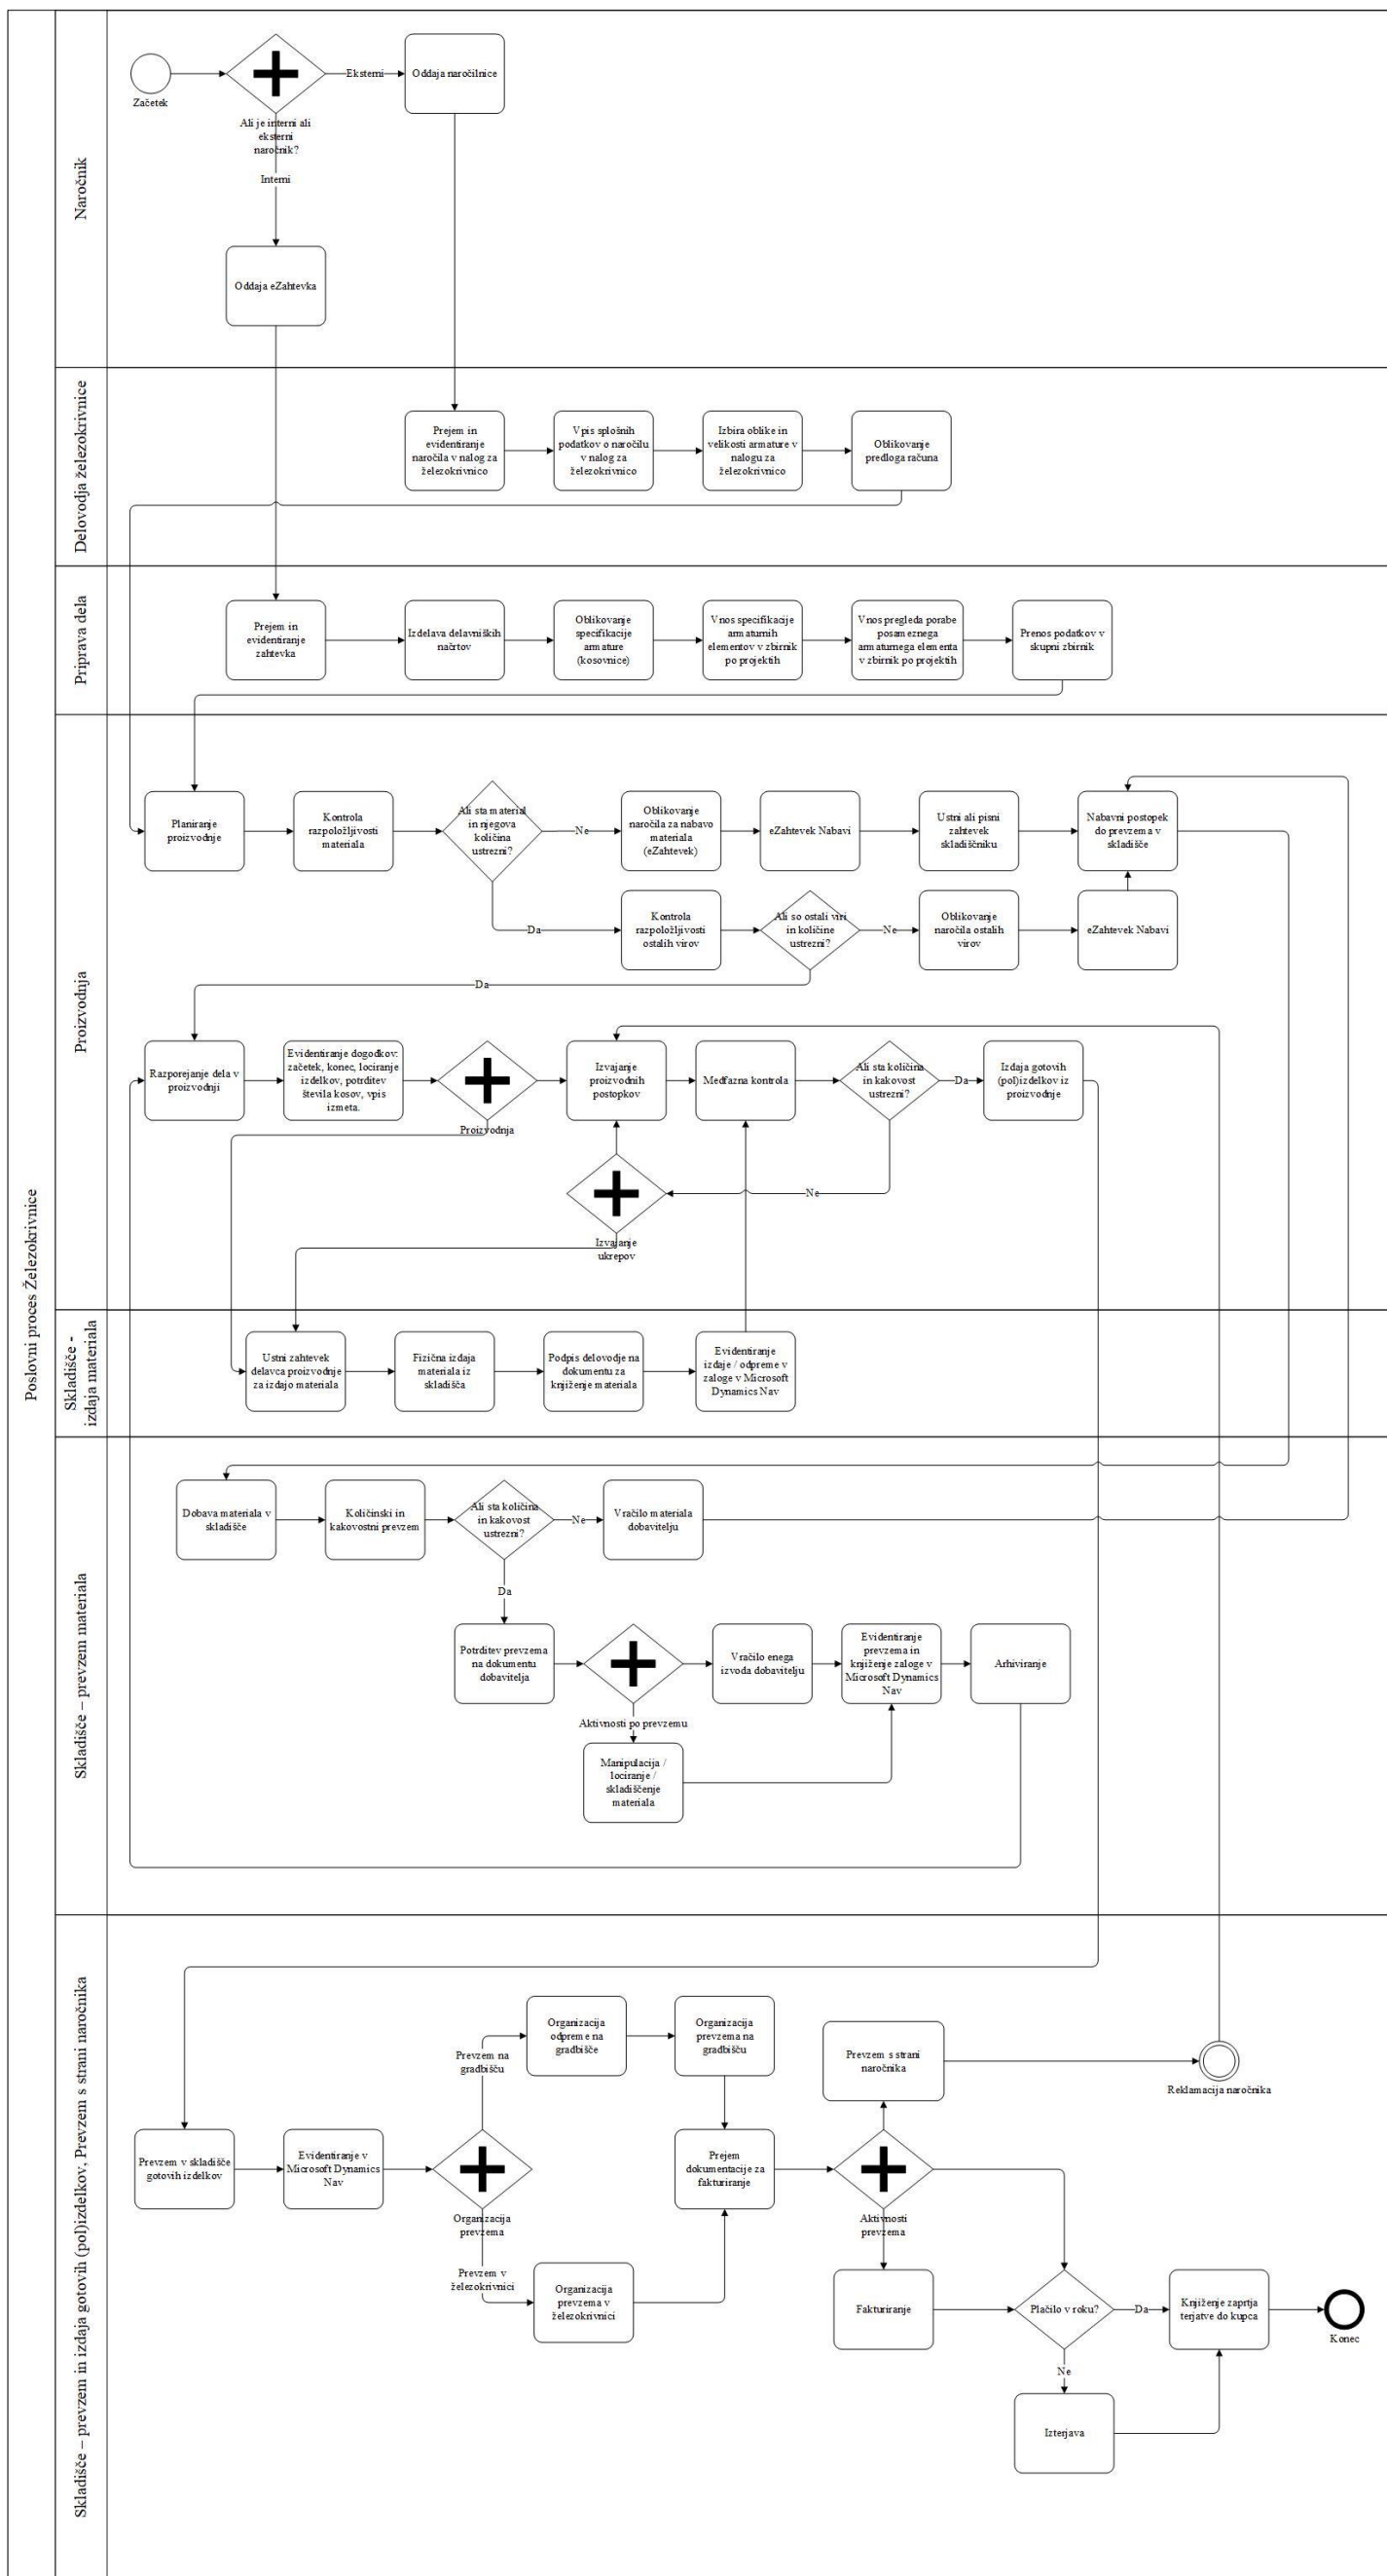 Poslovni proces Železokrivnice
Naročnik
Začetek
Ali je interni ali
eksterni
naročnik?
Eksterni
Oddaja naročilnice
Interni
Oddaja eZahtevka
Delovodja železokrivnice
Prejem in
evidentiranje
naročila v nalog za
železokrivnico
Vpis splošnih
podatkov o naročilu
v nalog za
železokrivnico
Izbira oblike in
velikosti armature v
nalogu za
železokrivnico
Oblikovanje
predloga računa
Priprava dela
Prejem in
evidentiranje
zahtevka
Izdelava delavniških
načrtov
Oblikovanje
specifikacije
armature
(kosovnice)
Vnos specifikacije
armaturnih
elementov v zbirnik
po projektih
Vnos pregleda porabe
posameznega
armaturnega elementa
v zbirnik po projektih
Prenos podatkov v
skupni zbirnik
Proizvodnja
Planiranje
proizvodnje
Kontrola
razpoložljivosti
materiala
Ali sta material
in njegova
količina
ustrezni?
Ne
Oblikovanje
naročila za nabavo
materiala
(eZahtevek)
eZahtevek Nabavi
Ustni ali pisni
zahtevek
skladiščniku
Nabavni postopek
do prevzema v
skladišče
Da
Kontrola
razpoložljivosti
ostalih virov
Ali so ostali viri
in količine
ustrezni?
Ne
Oblikovanje
naročila ostalih
virov
eZahtevek Nabavi
Da
Razporejanje dela v
proizvodnji
Evidentiranje dogodkov:
začetek, konec, lociranje
izdelkov, potrditev
števila kosov, vpis
izmeta.
Proizvodnja
Izvajanje
proizvodnih
postopkov
Medfazna kontrola
Ali sta količina
in kakovost
ustrezni?
Da
Izdaja gotovih
(pol)izdelkov iz
proizvodnje
Ne
Izvajanje
ukrepov
Skladišče -
izdaja materiala
Ustni zahtevek
delavca proizvodnje
za izdajo materiala
Fizična izdaja
materiala iz
skladišča
Podpis delovodje na
dokumentu za
knjiženje materiala
Evidentiranje
izdaje / odpreme v
zaloge v Microsoft
Dynamics Nav
Skladišče – prevzem materiala
Dobava materiala v
skladišče
Količinski in
kakovostni prevzem
Ali sta količina
in kakovost
ustrezni?
Ne
Vračilo materiala
dobavitelju
Da
Potrditev prevzema
na dokumentu
dobavitelja
Aktivnosti po prevzemu
Vračilo enega
izvoda dobavitelju
Evidentiranje
prevzema in
knjiženje zaloge v
Microsoft Dynamics
Nav
Arhiviranje
Manipulacija /
lociranje /
skladiščenje
materiala
Skladišče – prevzem in izdaja gotovih (pol)izdelkov, Prevzem s strani naročnika
Prevzem v skladišče
gotovih izdelkov
Evidentiranje v
Microsoft Dynamics
Nav
Organizacija
prevzema
Prevzem na
gradbišču
Organizacija
odpreme na
gradbišče
Organizacija
prevzema na
gradbišču
Prevzem v
železokrivnici
Organizacija
prevzema v
železokrivnici
Prejem
dokumentacije za
fakturiranje
Aktivnosti
prevzema
Prevzem s strani
naročnika
Reklamacija naročnika
Fakturiranje
Plačilo v roku?
Da
Knjiženje zaprtja
terjatve do kupca
Konec
Ne
Izterjava